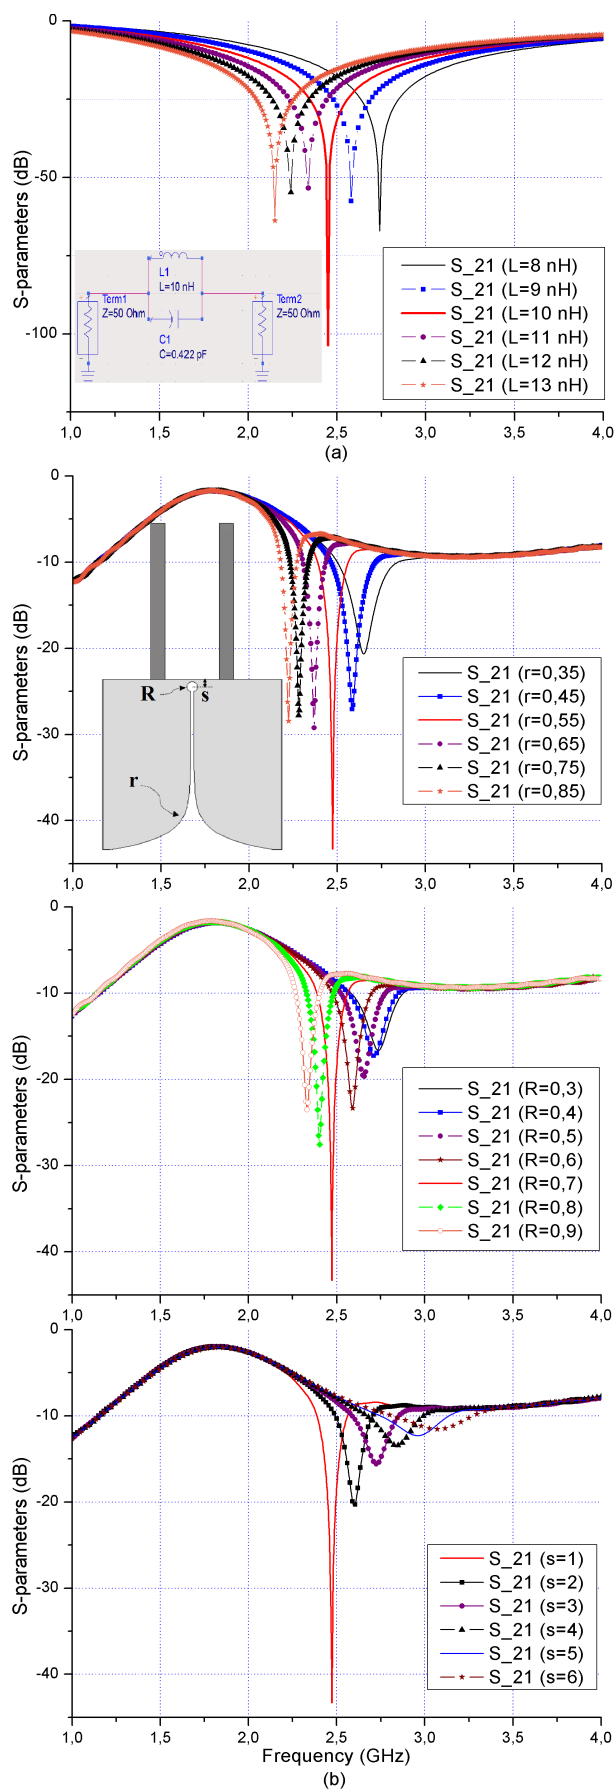 0
-50
-100
S-parameters (dB)
L1
L=10 nH
Term1
Z=50 Ohm
Term2
Z=50 Ohm
C1
C=0.422 pF
S_21 (L=8 nH)
S_21 (L=9 nH)
S_21 (L=10 nH)
S_21 (L=11 nH)
S_21 (L=12 nH)
S_21 (L=13 nH)
1,0 1,5 2,0 2,5 3,0 3,5 4,0
(a)
0
-10
-20
-30
-40
S-parameters (dB)
R
s
r
S_21 (r=0,35)
S_21 (r=0,45)
S_21 (r=0,55)
S_21 (r=0,65)
S_21 (r=0,75)
S_21 (r=0,85)
1,0 1,5 2,0 2,5 3,0 3,5 4,0
0
-10
-20
-30
-40
S-parameters (dB)
S_21 (R=0,3)
S_21 (R=0,4)
S_21 (R=0,5)
S_21 (R=0,6)
S_21 (R=0,7)
S_21 (R=0,8)
S_21 (R=0,9)
1,0 1,5 2,0 2,5 3,0 3,5 4,0
0
-10
-20
-30
-40
S-parameters (dB)
S_21 (s=1)
S_21 (s=2)
S_21 (s=3)
S_21 (s=4)
S_21 (s=5)
S_21 (s=6)
1,0 1,5 2,0 2,5 3,0 3,5 4,0
Frequency (GHz)
(b)